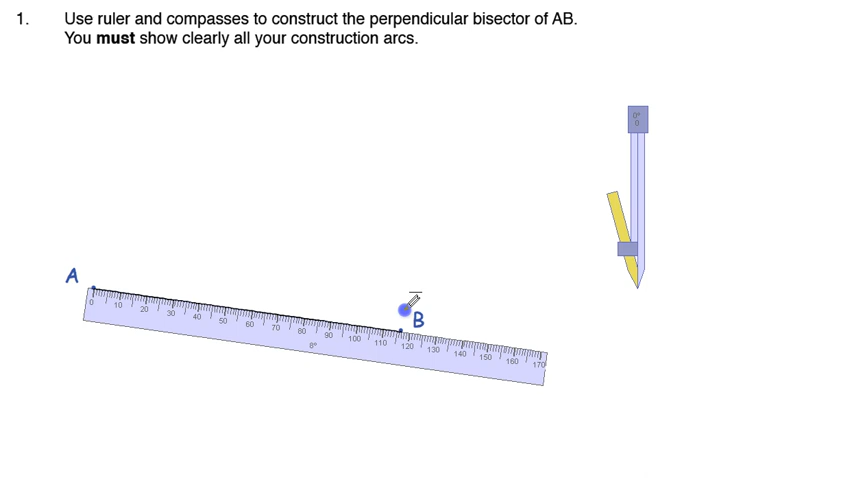 1. Use ruler and compasses to construct the perpendicular bisector of AB.
You must show clearly all your construction arcs.
0°
0
A
B
0 10 20 30 40 50 60 70 80 90 100 110 120 130 140 150 160 170
8°